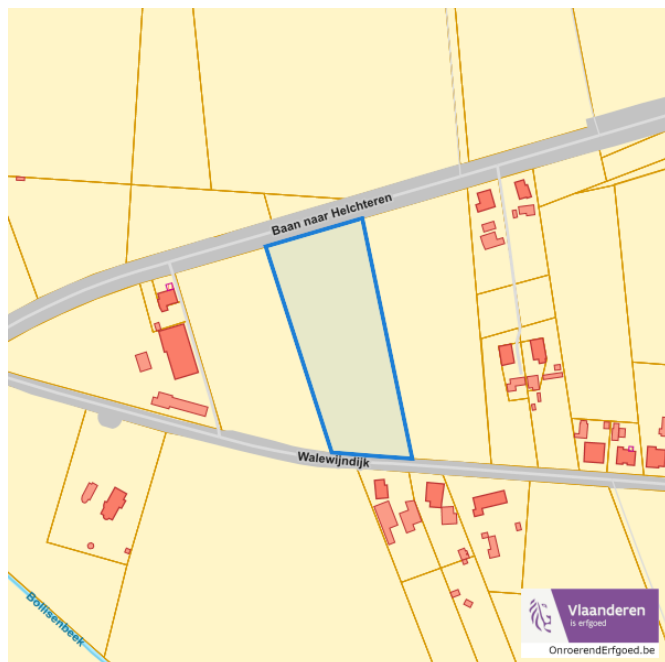 Baan naar Helchteren
Walewijndijk
Bollisenbeek
Vlaanderen
is erfgoed
OnroerendErfgoed.be